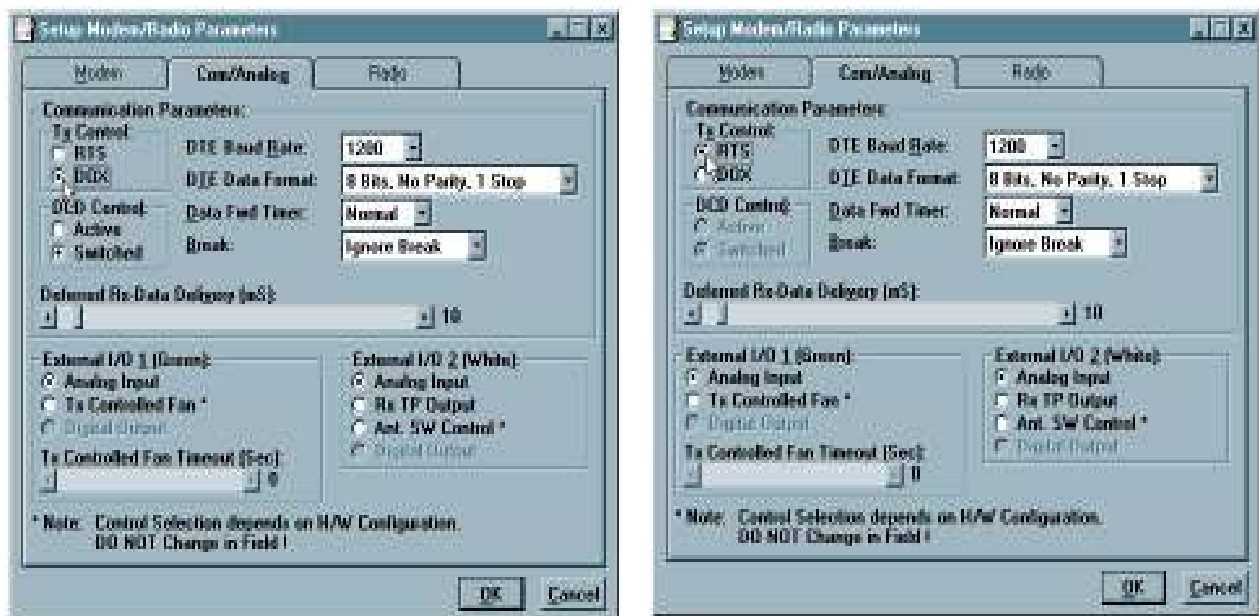 Setup Modem/Radio Parameters
Modem
Com/Analog
Radio
Communication Parameters:
Tx Control:
RTS
DOX
DCD Control:
Active
Switched
DTE Baud Rate:
1200
DTE Data Format:
8 Bits, No Parity, 1 Stop
Data Fwd Timer:
Normal
Break:
Ignore Break
Deferred Rx-Data Delivery (mS):
10
External I/O 1 (Green):
Analog Input
Tx Controlled Fan *
Digital Output
Tx Controlled Fan Timeout (Sec):
0
External I/O 2 (White):
Analog Input
Rx TP Output
Ant. SW Control *
Digital Output
* Note: Control Selection depends on H/W Configuration.
DO NOT Change in Field !
OK
Cancel
Setup Modem/Radio Parameters
Modem
Com/Analog
Radio
Communication Parameters:
Tx Control:
RTS
DOX
DCD Control:
Active
Switched
DTE Baud Rate:
1200
DTE Data Format:
8 Bits, No Parity, 1 Stop
Data Fwd Timer:
Normal
Break:
Ignore Break
Deferred Rx-Data Delivery (mS):
10
External I/O 1 (Green):
Analog Input
Tx Controlled Fan *
Digital Output
Tx Controlled Fan Timeout (Sec):
0
External I/O 2 (White):
Analog Input
Rx TP Output
Ant. SW Control *
Digital Output
* Note: Control Selection depends on H/W Configuration.
DO NOT Change in Field !
OK
Cancel